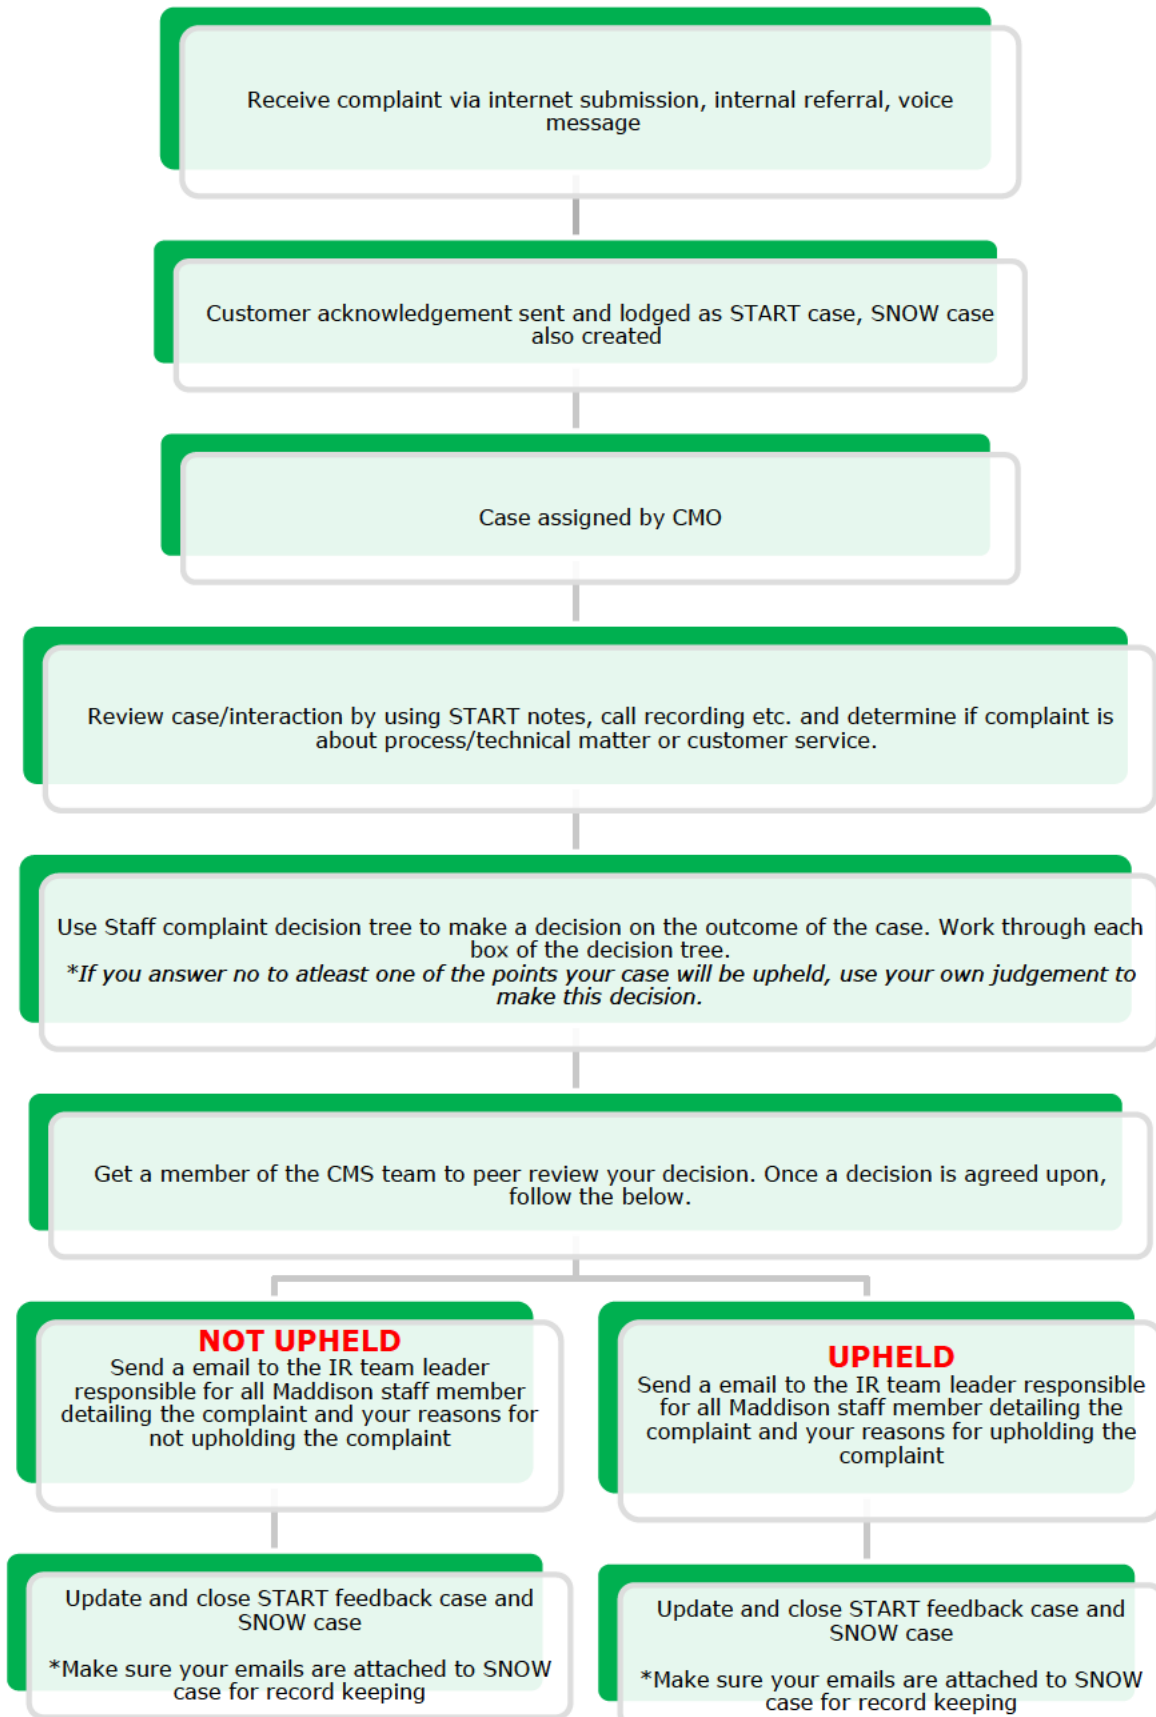 Receive complaint via internet submission, internal referral, voice
message
Customer acknowledgement sent and lodged as START case, SNOW case
also created
Case assigned by CMO
Review case/interaction by using START notes, call recording etc. and determine if complaint is
about process/technical matter or customer service.
Use Staff complaint decision tree to make a decision on the outcome of the case. Work through each
box of the decision tree.
*If you answer no to atleast one of the points your case will be upheld, use your own judgement to
make this decision.
Get a member of the CMS team to peer review your decision. Once a decision is agreed upon,
follow the below.
NOT UPHELD
Send a email to the IR team leader
responsible for all Maddison staff member
detailing the complaint and your reasons for
not upholding the complaint
Update and close START feedback case and
SNOW case
*Make sure your emails are attached to SNOW
case for record keeping
UPHELD
Send a email to the IR team leader responsible
for all Maddison staff member detailing the
complaint and your reasons for upholding the
complaint
Update and close START feedback case and
SNOW case
*Make sure your emails are attached to SNOW
case for record keeping